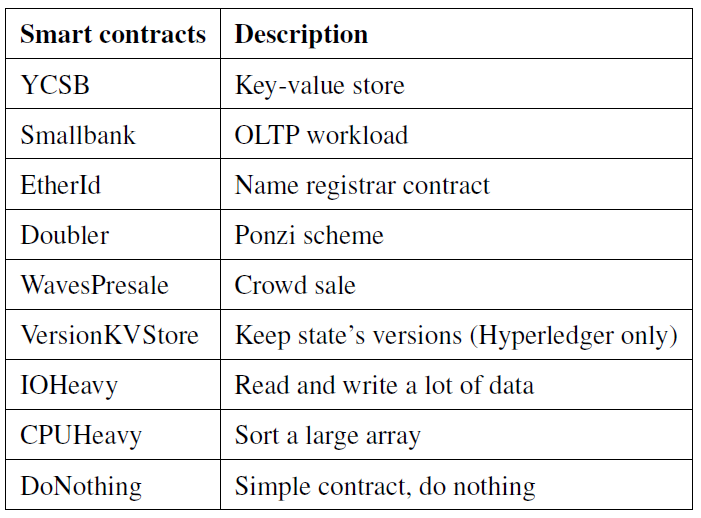 Smart contracts Description
YCSB Key-value store
Smallbank OLTP workload
EtherId Name registrar contract
Doubler Ponzi scheme
WavesPresale Crowd sale
VersionKVStore Keep state’s versions (Hyperledger only)
IOHeavy Read and write a lot of data
CPUHeavy Sort a large array
DoNothing Simple contract, do nothing